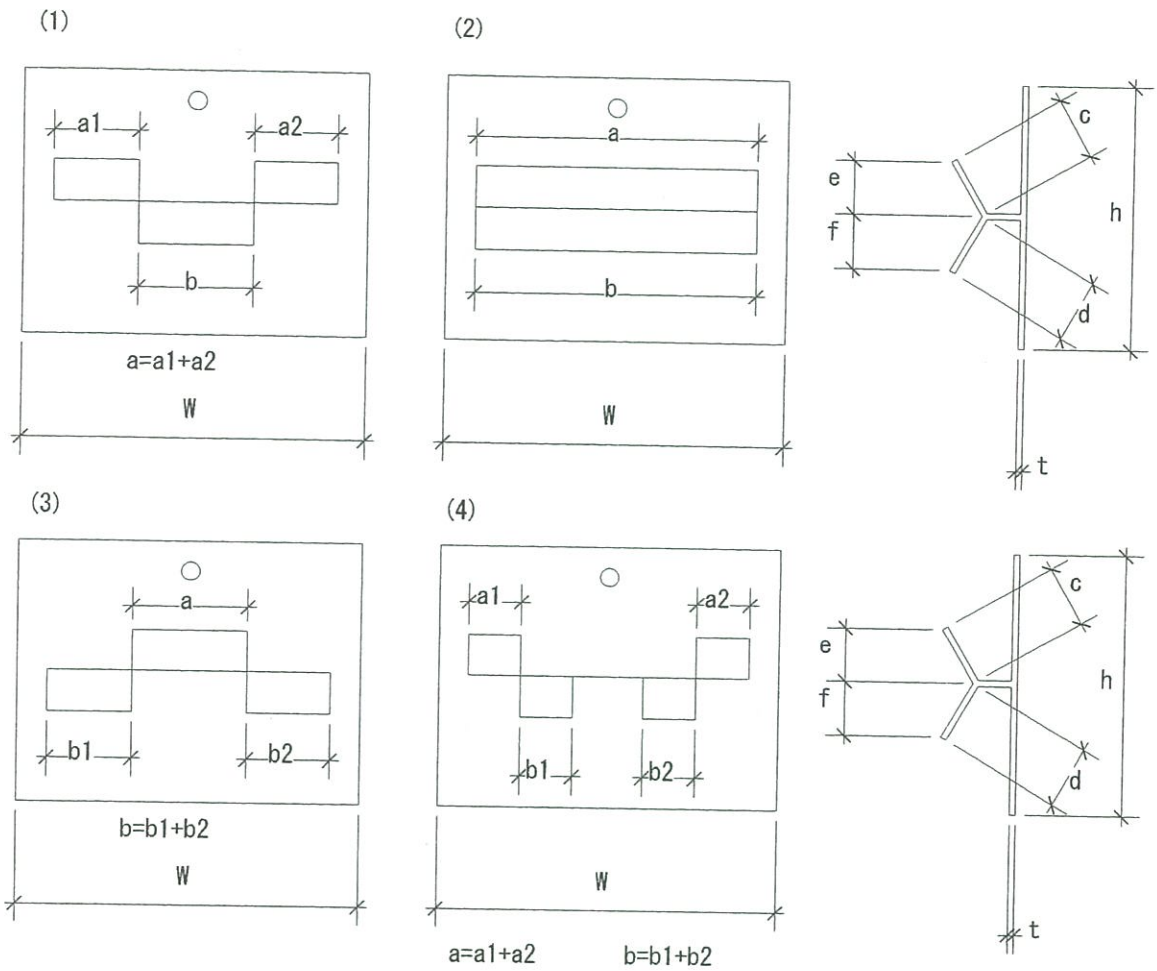 (1)
a1
a2
b
a=a1+a2
W
(2)
a
b
W
e
f
c
d
h
t
(3)
a
b1
b2
b=b1+b2
W
(4)
a1
a2
b1
b2
W
a=a1+a2 b=b1+b2
e
f
c
d
h
t